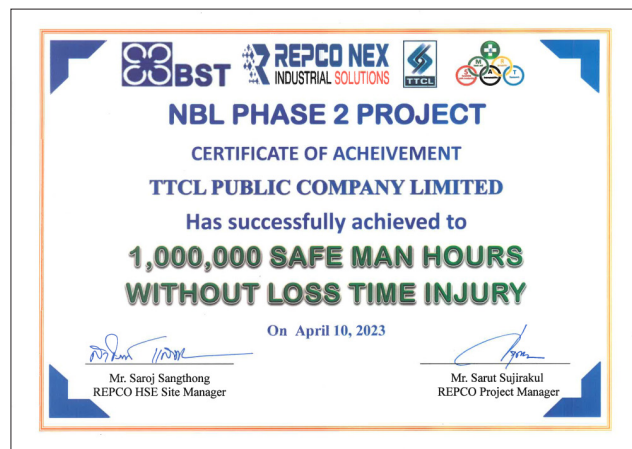 BST
REPCO NEX
INDUSTRIAL SOLUTIONS
TTCL
S M A R T
NBL PHASE 2 PROJECT
CERTIFICATE OF ACHEIVEMENT
TTCL PUBLIC COMPANY LIMITED
Has successfully achieved to
1,000,000 SAFE MAN HOURS
WITHOUT LOSS TIME INJURY
On April 10, 2023
Mr. Saroj Sangthong
REPCO HSE Site Manager
Mr. Sarut Sujirakul
REPCO Project Manager